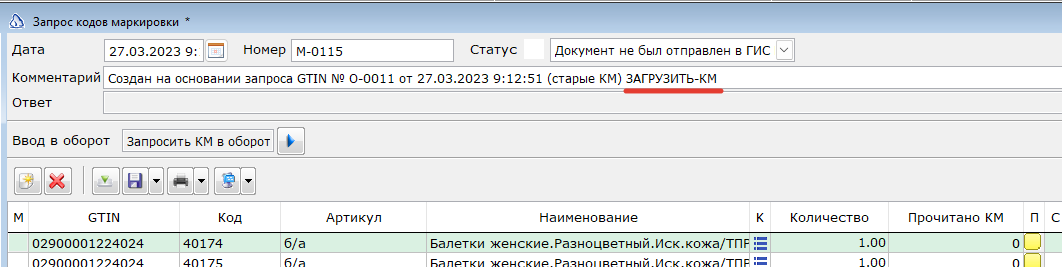 Запрос кодов маркировки *
Дата 27.03.2023 9: Номер М-0115 Статус Документ не был отправлен в ГИС
Комментарий Создан на основании запроса GTIN № О-0011 от 27.03.2023 9:12:51 (старые КМ) ЗАГРУЗИТЬ-КМ
Ответ
Ввод в оборот Запросить КМ в оборот
М GTIN Код Артикул Наименование К Количество Прочитано КМ П С
02900001224024 40174 б/а Балетки женские.Разноцветный.Иск.кожа/ТПР 1.00 0
02900001224024 40175 б/а Балетки женские.Разноцветный.Иск.кожа/ТПР 1.00 0